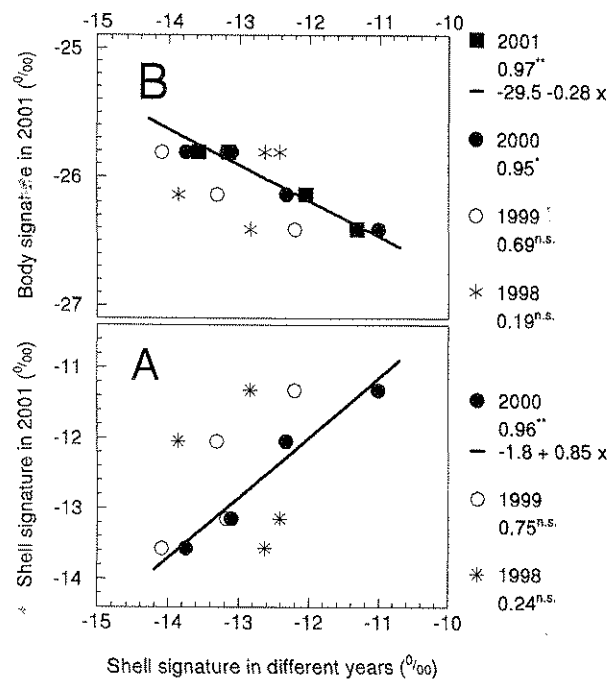 -15 -14 -13 -12 -11 -10
-25
-26
-27
Body signature in 2001 (⁰/₀₀)
B
2001
0.97**
-29.5 -0.28 x
2000
0.95*
1999
0.69n.s.
1998
0.19n.s.
-11
-12
-13
-14
Shell signature in 2001 (⁰/₀₀)
A
2000
0.96**
-1.8 + 0.85 x
1999
0.75n.s.
1998
0.24n.s.
-15 -14 -13 -12 -11 -10
Shell signature in different years (⁰/₀₀)